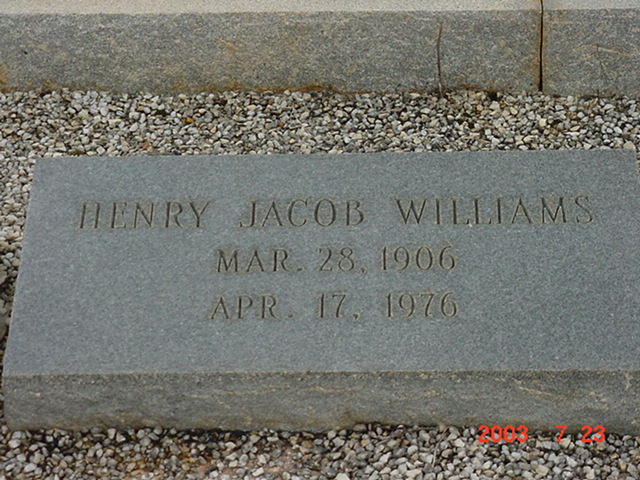 HENRY JACOB WILLIAMS
MAR. 28, 1906
APR. 17, 1976
2003 7 23